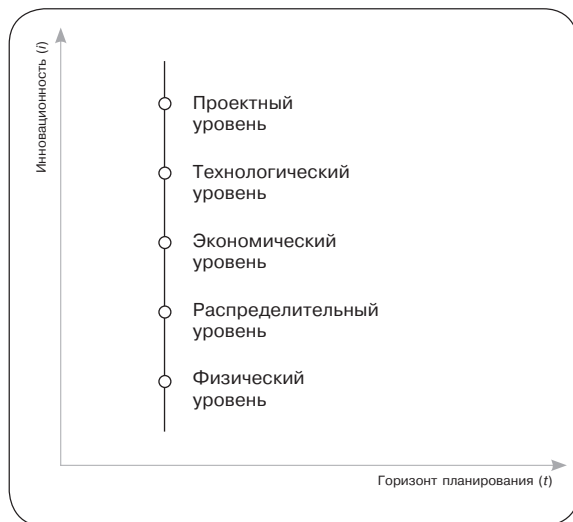 Инновационность (i)
Проектный
уровень
Технологический
уровень
Экономический
уровень
Распределительный
уровень
Физический
уровень
Горизонт планирования (t)